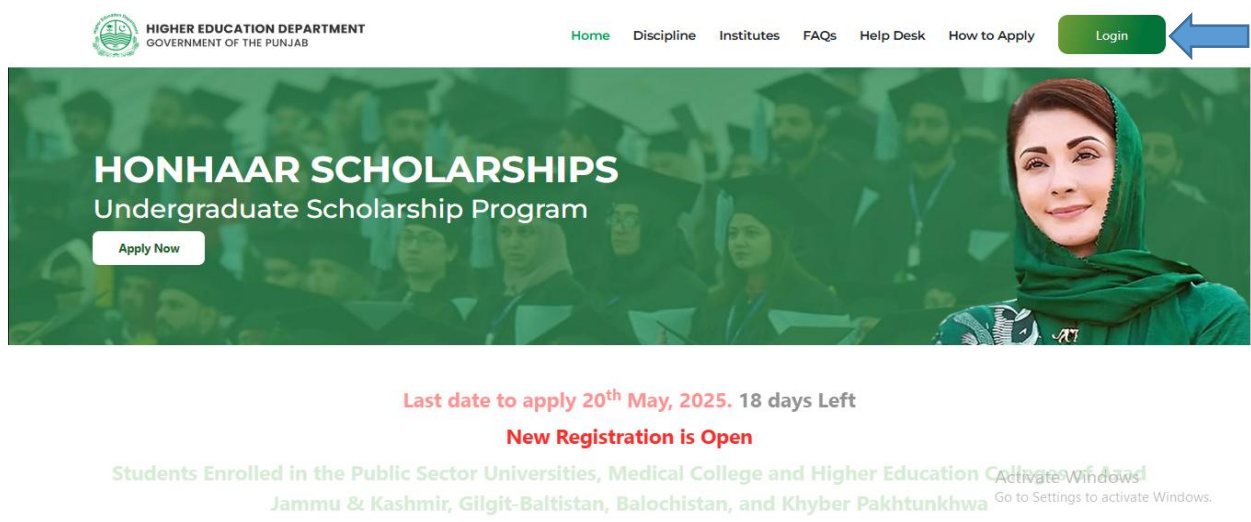 HIGHER EDUCATION DEPARTMENT
GOVERNMENT OF THE PUNJAB
Home Discipline Institutes FAQs Help Desk How to Apply Login
HONHAAR SCHOLARSHIPS
Undergraduate Scholarship Program
Apply Now
Last date to apply 20th May, 2025. 18 days Left
New Registration is Open
Students Enrolled in the Public Sector Universities, Medical College and Higher Education Colleges of Azad
Jammu & Kashmir, Gilgit-Baltistan, Balochistan, and Khyber Pakhtunkhwa
Activate Windows
Go to Settings to activate Windows.